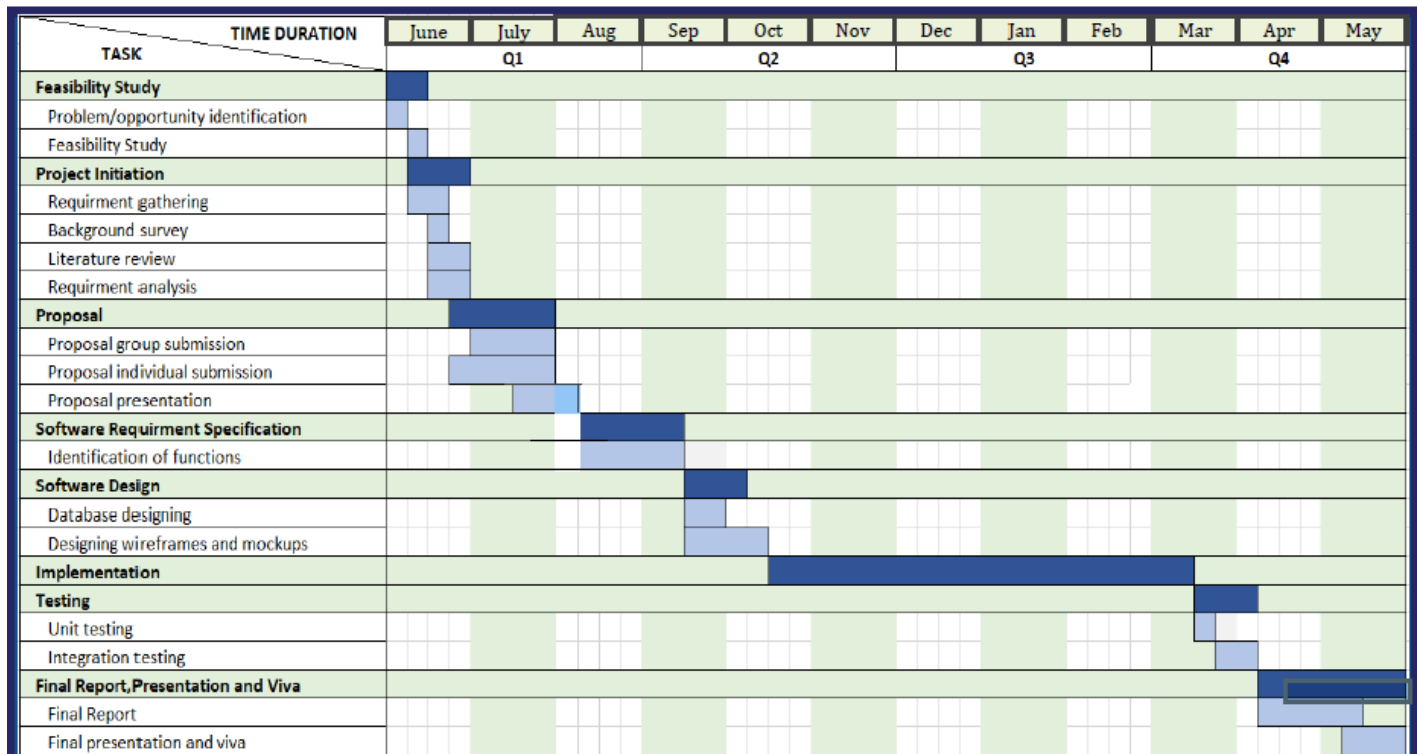 TIME DURATION
TASK
June July Aug Sep Oct Nov Dec Jan Feb Mar Apr May
Q1 Q2 Q3 Q4
Feasibility Study
Problem/opportunity identification
Feasibility Study
Project Initiation
Requirment gathering
Background survey
Literature review
Requirment analysis
Proposal
Proposal group submission
Proposal individual submission
Proposal presentation
Software Requirment Specification
Identification of functions
Software Design
Database designing
Designing wireframes and mockups
Implementation
Testing
Unit testing
Integration testing
Final Report,Presentation and Viva
Final Report
Final presentation and viva